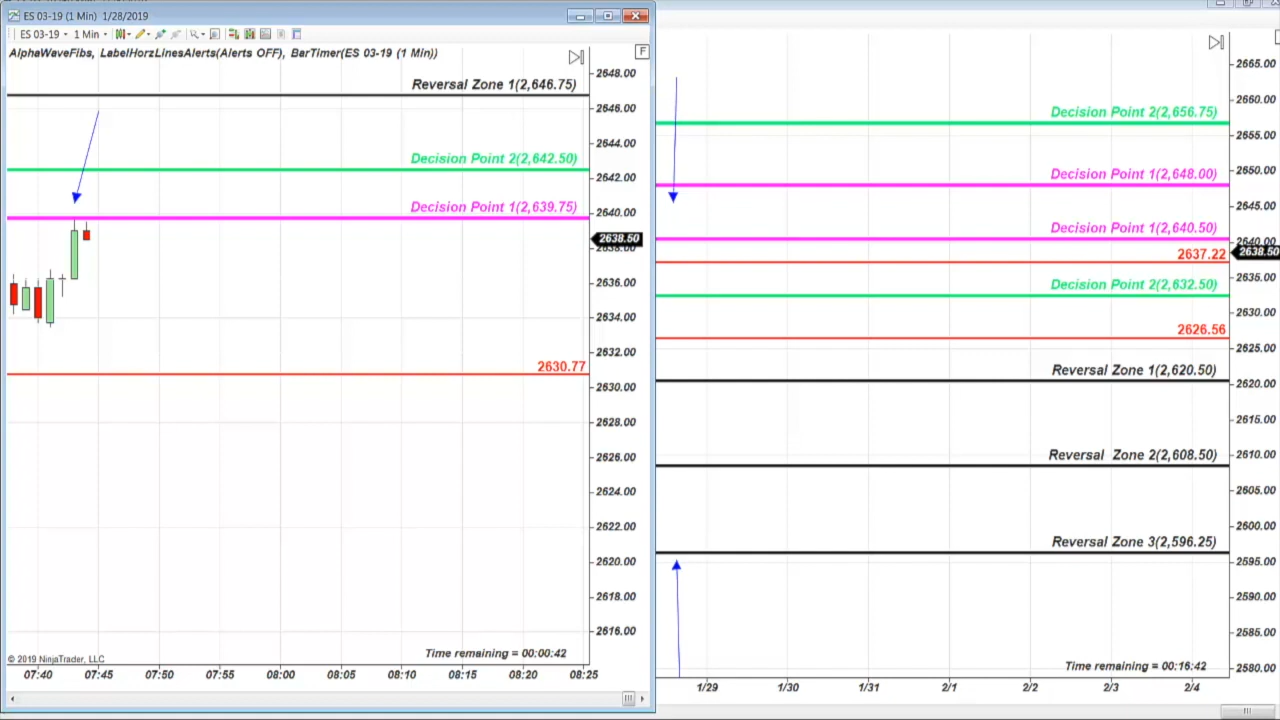 ES 03-19 (1 Min)  1/28/2019
ES 03-19
1 Min
AlphaWaveFibs, LabelHorzLinesAlerts(Alerts OFF), BarTimer(ES 03-19 (1 Min))
F
Reversal Zone 1(2,646.75)
Decision Point 2(2,642.50)
Decision Point 1(2,639.75)
2630.77
2648.00
2646.00
2644.00
2642.00
2640.00
2638.50
2638.00
2636.00
2634.00
2632.00
2630.00
2628.00
2626.00
2624.00
2622.00
2620.00
2618.00
2616.00
Time remaining = 00:00:42
© 2019 NinjaTrader, LLC
07:40 07:45 07:50 07:55 08:00 08:05 08:10 08:15 08:20 08:25
Decision Point 2(2,656.75)
Decision Point 1(2,648.00)
Decision Point 1(2,640.50)
2637.22
Decision Point 2(2,632.50)
2626.56
Reversal Zone 1(2,620.50)
Reversal  Zone 2(2,608.50)
Reversal Zone 3(2,596.25)
2665.00
2660.00
2655.00
2650.00
2645.00
2640.00
2638.50
2635.00
2630.00
2625.00
2620.00
2615.00
2610.00
2605.00
2600.00
2595.00
2590.00
2585.00
2580.00
Time remaining = 00:16:42
1/29 1/30 1/31 2/1 2/2 2/3 2/4